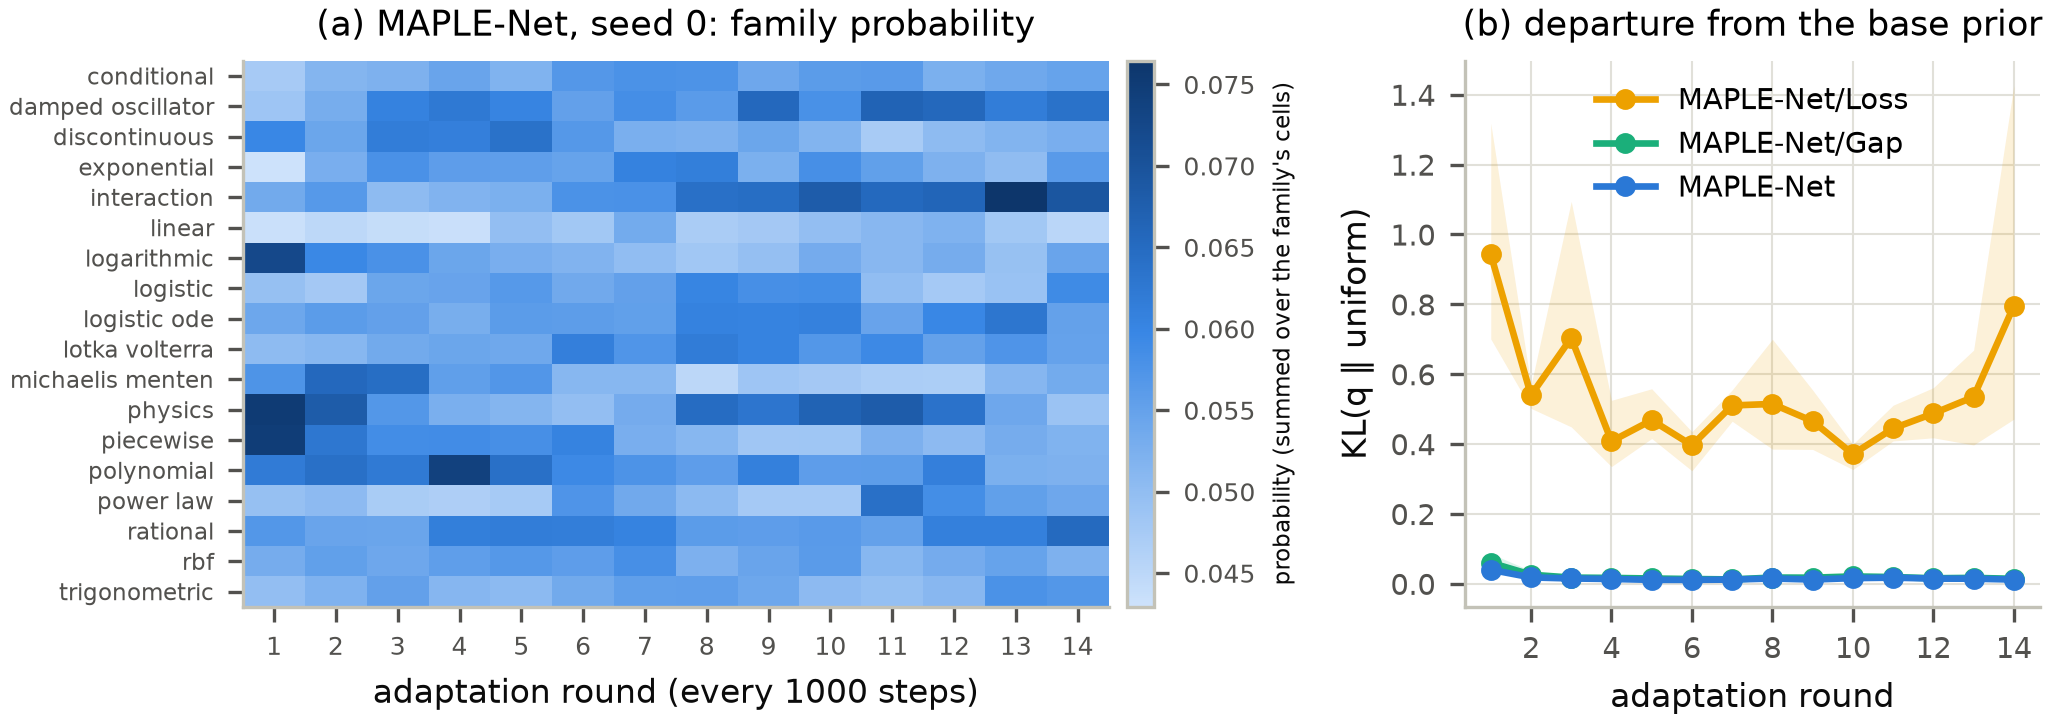 (a) MAPLE-Net, seed 0: family probability
conditional
damped oscillator
discontinuous
exponential
interaction
linear
logarithmic
logistic
logistic ode
lotka volterra
michaelis menten
physics
piecewise
polynomial
power law
rational
rbf
trigonometric
1 2 3 4 5 6 7 8 9 10 11 12 13 14
adaptation round (every 1000 steps)
0.075
0.070
0.065
0.060
0.055
0.050
0.045
probability (summed over the family's cells)
(b) departure from the base prior
MAPLE-Net/Loss
MAPLE-Net/Gap
MAPLE-Net
KL(q ∥ uniform)
1.4
1.2
1.0
0.8
0.6
0.4
0.2
0.0
2 4 6 8 10 12 14
adaptation round